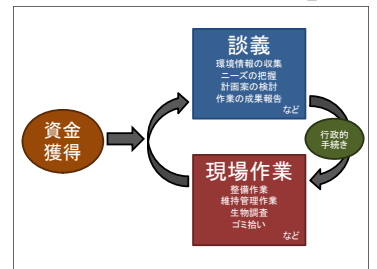 談義
環境情報の収集
ニーズの把握
計画案の検討
作業の成果報告
など
資金
獲得
行政的
手続き
現場作業
整備作業
維持管理作業
生物調査
ゴミ拾い
など